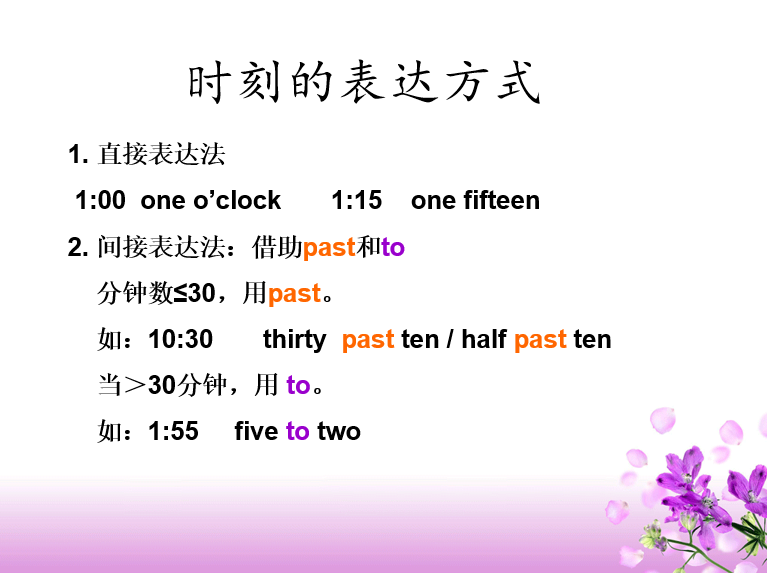 时刻的表达方式
1. 直接表达法
1:00 one o’clock 1:15 one fifteen
2. 间接表达法：借助past和to
分钟数≤30，用past。
如：10:30 thirty past ten / half past ten
当＞30分钟，用 to。
如：1:55 five to two